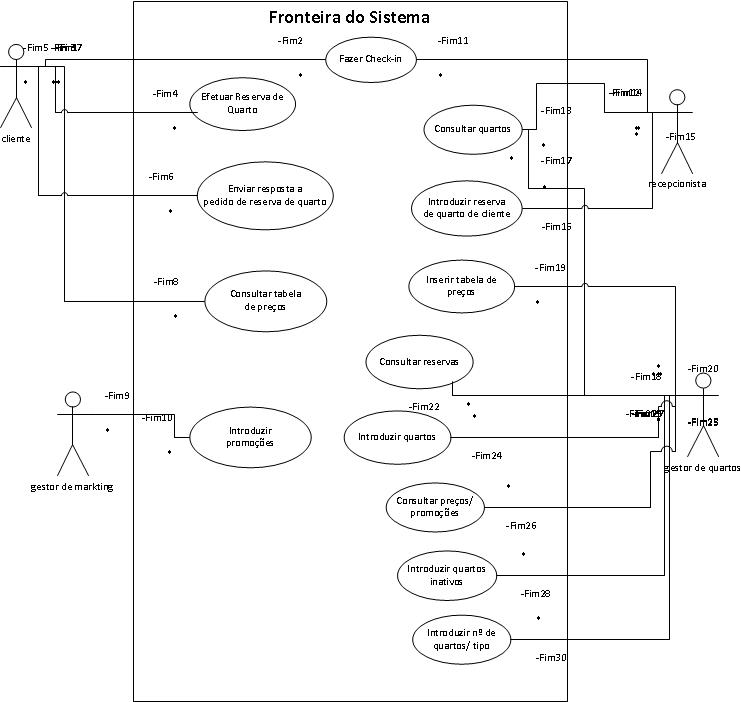 Fronteira do Sistema
-Fim5
-Fim2
-Fim11
Fazer Check-in
cliente
-Fim4
Efetuar Reserva de
Quarto
-Fim13
Consultar quartos
-Fim15
recepcionista
-Fim17
-Fim6
Enviar resposta a
pedido de reserva de quarto
Introduzir reserva
de quarto de cliente
-Fim16
-Fim8
Consultar tabela
de preços
-Fim19
Inserir tabela de
preços
Consultar reservas
-Fim18
-Fim20
-Fim9
-Fim10
-Fim22
Introduzir
promoções
Introduzir quartos
gestor de markting
gestor de quartos
-Fim24
Consultar preços/
promoções
-Fim26
Introduzir quartos
inativos
-Fim28
Introduzir nº de
quartos/ tipo
-Fim30